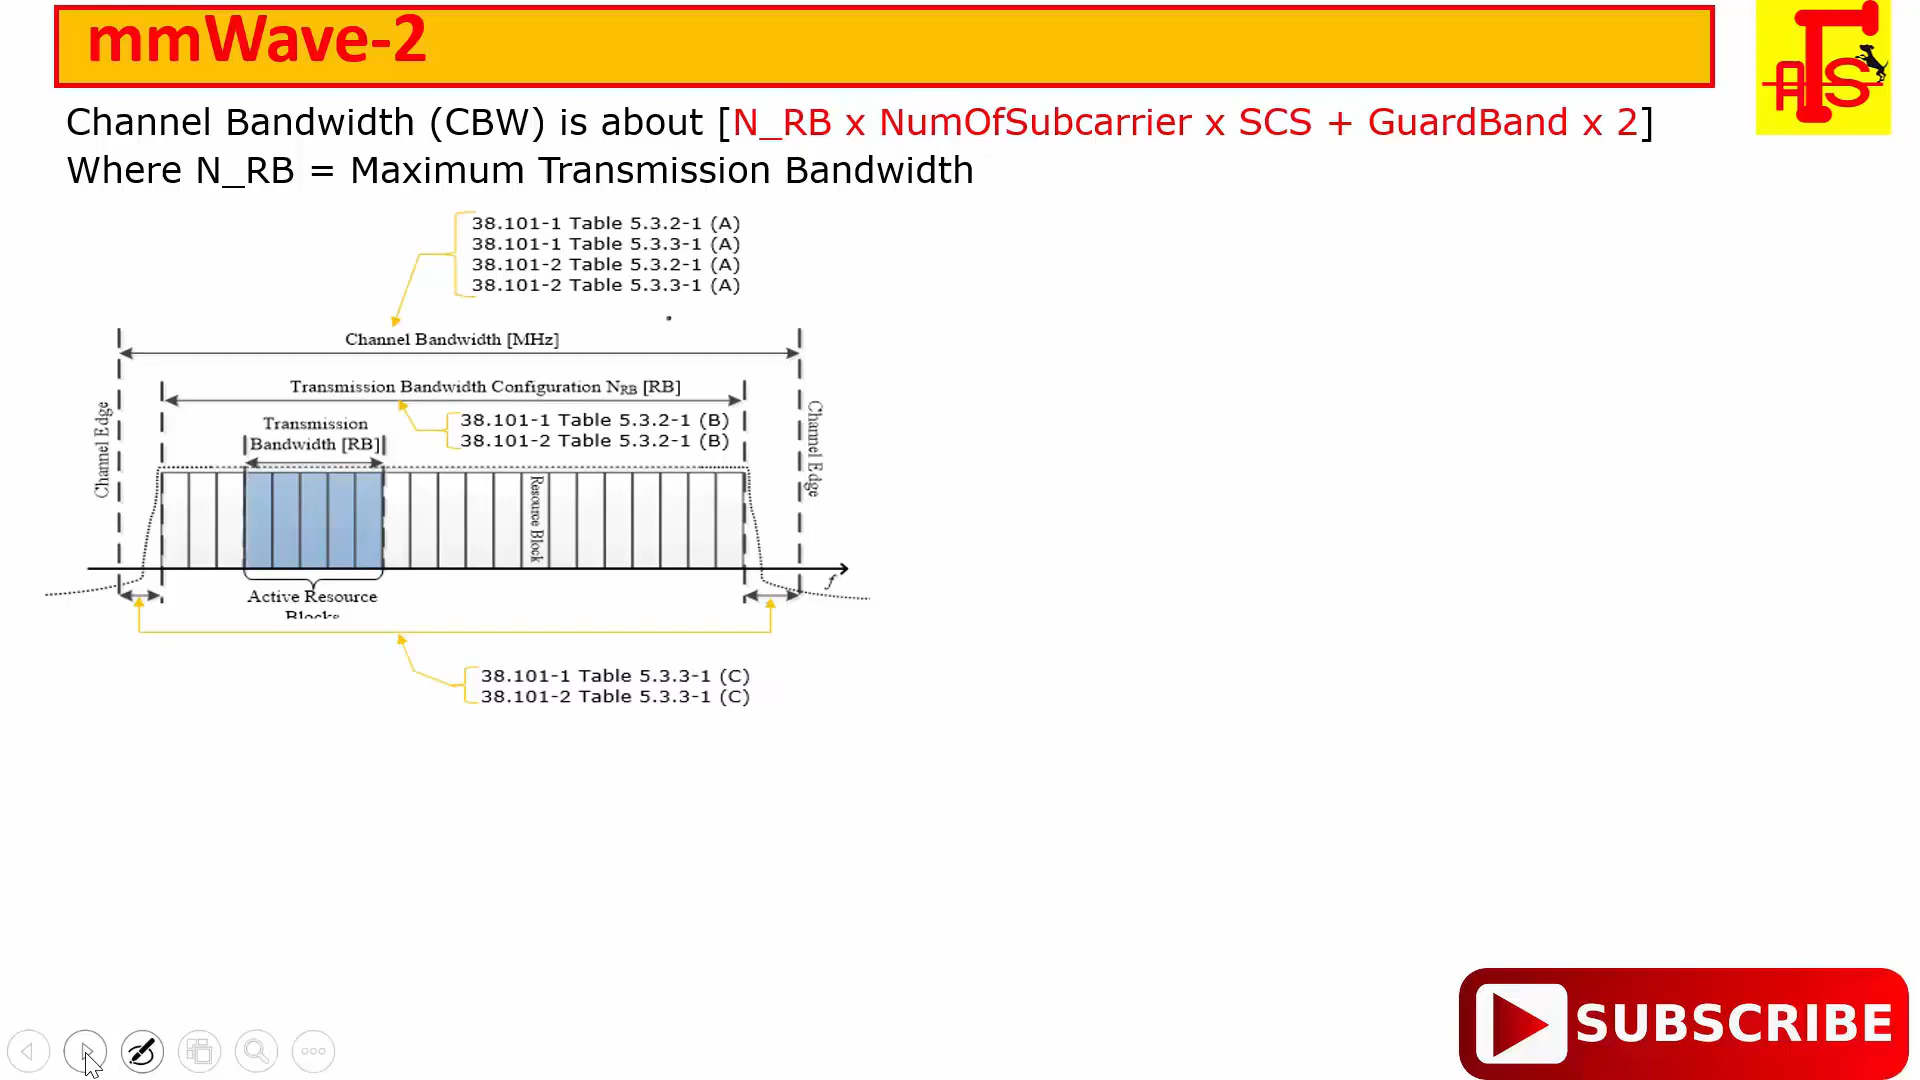 mmWave-2
Channel Bandwidth (CBW) is about [N_RB x NumOfSubcarrier x SCS + GuardBand x 2]
Where N_RB = Maximum Transmission Bandwidth
38.101-1 Table 5.3.2-1 (A)
38.101-1 Table 5.3.3-1 (A)
38.101-2 Table 5.3.2-1 (A)
38.101-2 Table 5.3.3-1 (A)
Channel Bandwidth [MHz]
Transmission Bandwidth Configuration NRB [RB]
38.101-1 Table 5.3.2-1 (B)
38.101-2 Table 5.3.2-1 (B)
Transmission
Bandwidth [RB]
Channel Edge
Channel Edge
Resource Block
f
Active Resource
Blocks
38.101-1 Table 5.3.3-1 (C)
38.101-2 Table 5.3.3-1 (C)
SUBSCRIBE